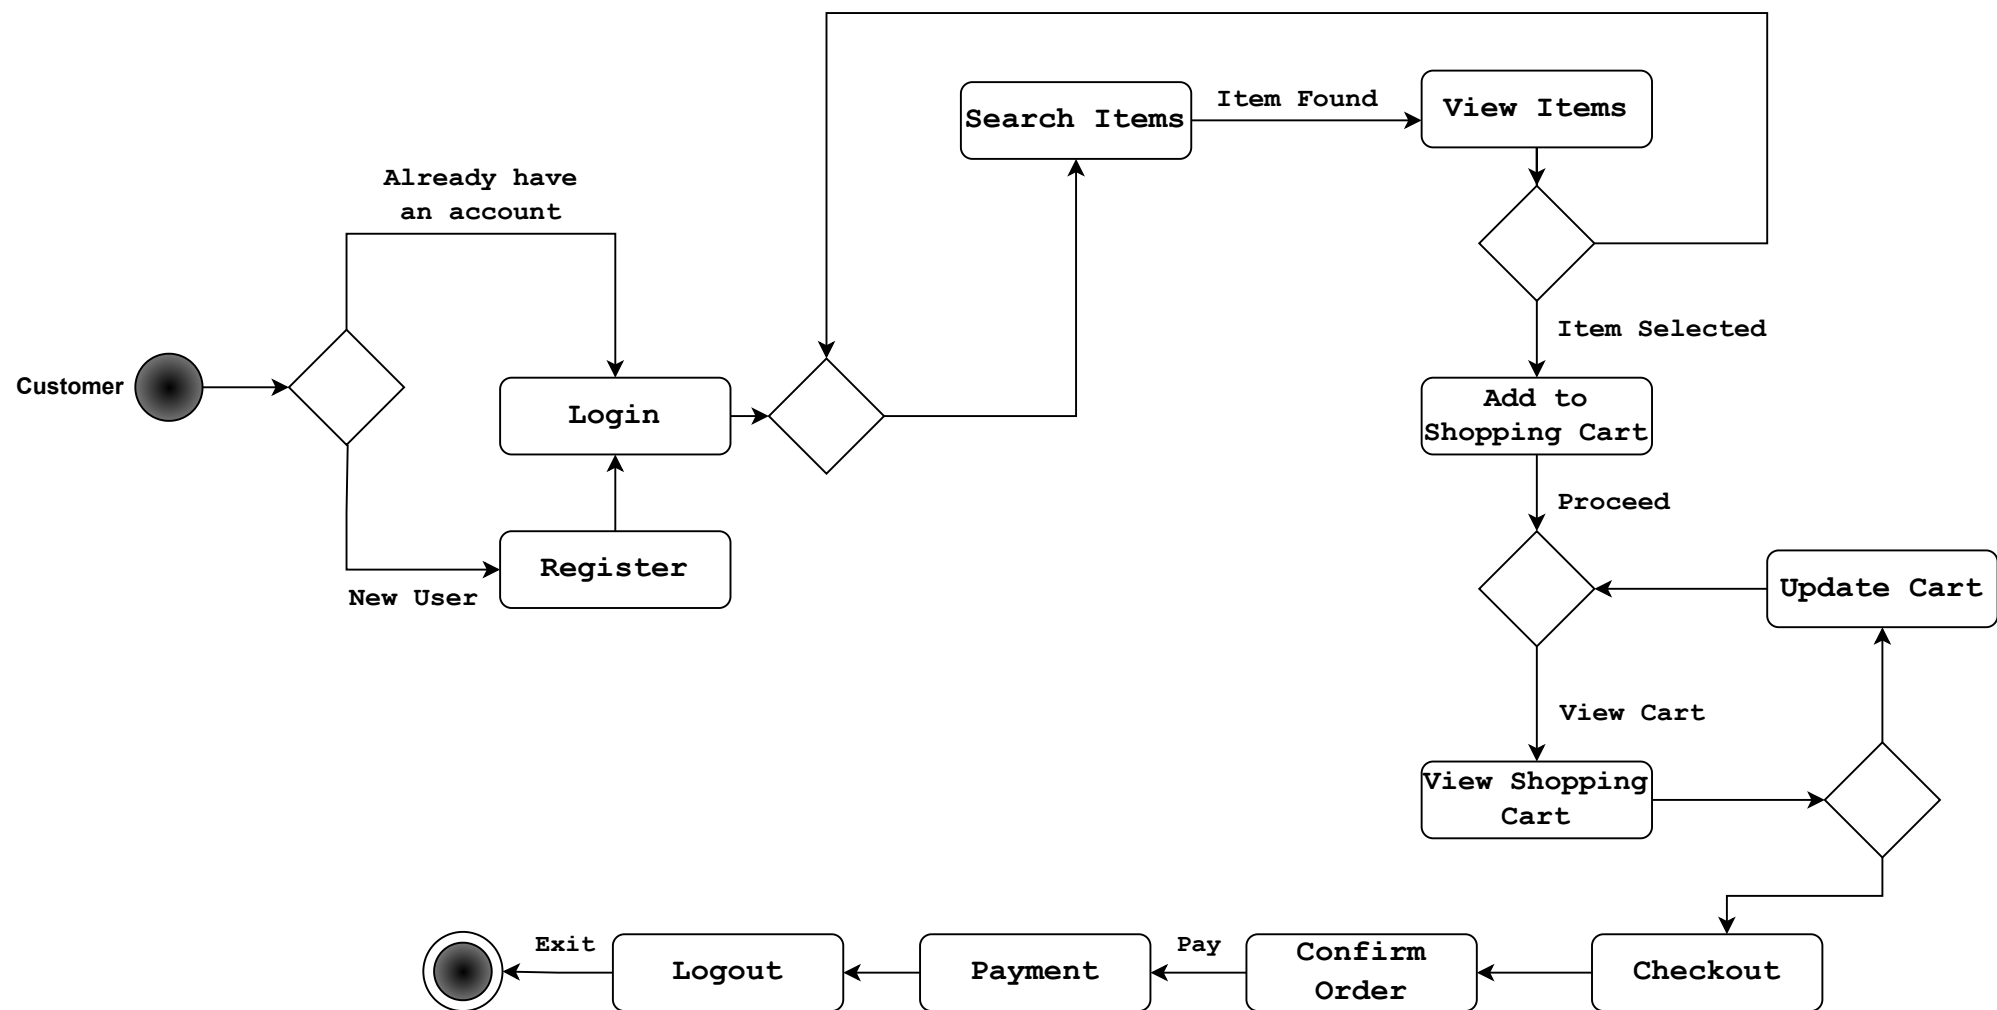 Search Items
Item Found
View Items
Already have
an account
Item Selected
Customer
Login
Add to
Shopping Cart
Proceed
Register
New User
Update Cart
View Cart
View Shopping
Cart
Exit
Logout
Payment
Pay
Confirm
Order
Checkout